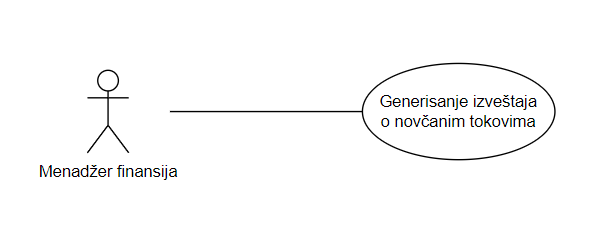 Generisanje izveštaja
o novčanim tokovima
Menadžer finansija